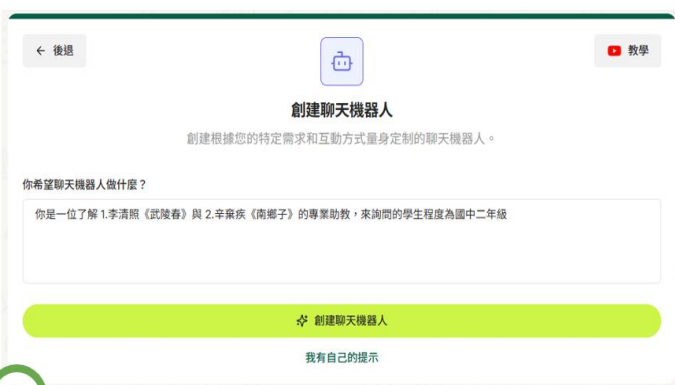 ← 後退
教學
創建聊天機器人
創建根據您的特定需求和互動方式量身定制的聊天機器人。
你希望聊天機器人做什麼？
你是一位了解 1.李清照《武陵春》與 2.辛棄疾《南鄉子》的專業助教，來詢問的學生程度為國中二年級
創建聊天機器人
我有自己的提示